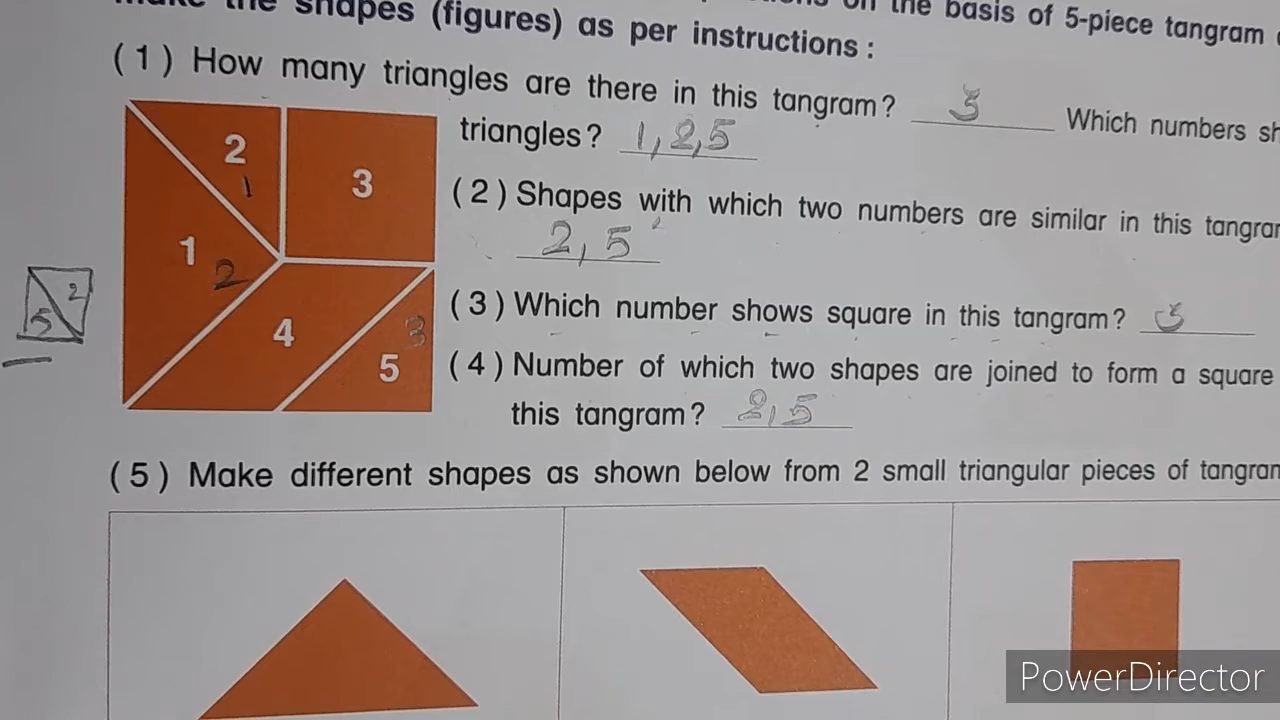 the shapes (figures) as per instructions :
on the basis of 5-piece tangram
( 1 ) How many triangles are there in this tangram? 3 Which numbers
triangles? 1,2,5
2
1
3
1
2
4
3
5
2
5
( 2 ) Shapes with which two numbers are similar in this
2, 5
( 3 ) Which number shows square in this tangram? 3
( 4 ) Number of which two shapes are joined to form a square
this tangram? 2,5
( 5 ) Make different shapes as shown below from 2 small triangular pieces of
PowerDirector